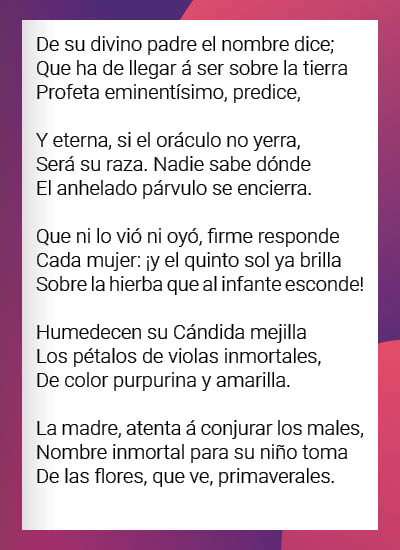 De su divino padre el nombre dice;
Que ha de llegar á ser sobre la tierra
Profeta eminentísimo, predice,

Y eterna, si el oráculo no yerra,
Será su raza. Nadie sabe dónde
El anhelado párvulo se encierra.

Que ni lo vió ni oyó, firme responde
Cada mujer: ¡y el quinto sol ya brilla
Sobre la hierba que al infante esconde!

Humedecen su Cándida mejilla
Los pétalos de violas inmortales,
De color purpurina y amarilla.

La madre, atenta á conjurar los males,
Nombre inmortal para su niño toma
De las flores, que ve, primaverales.